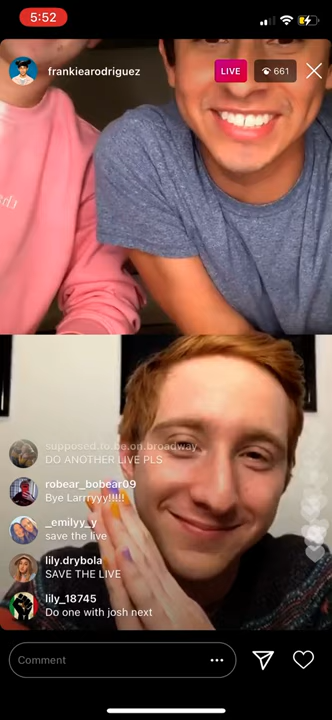 5:52
frankiearodriguez
LIVE
661
supposed.to.be.on.broadway.
DO ANOTHER LIVE PLS
robear_bobear09
Bye Larrryyy!!!!!
_emilyy_y
save the live
lily.drybola
SAVE THE LIVE
lily_18745
Do one with josh next
Comment